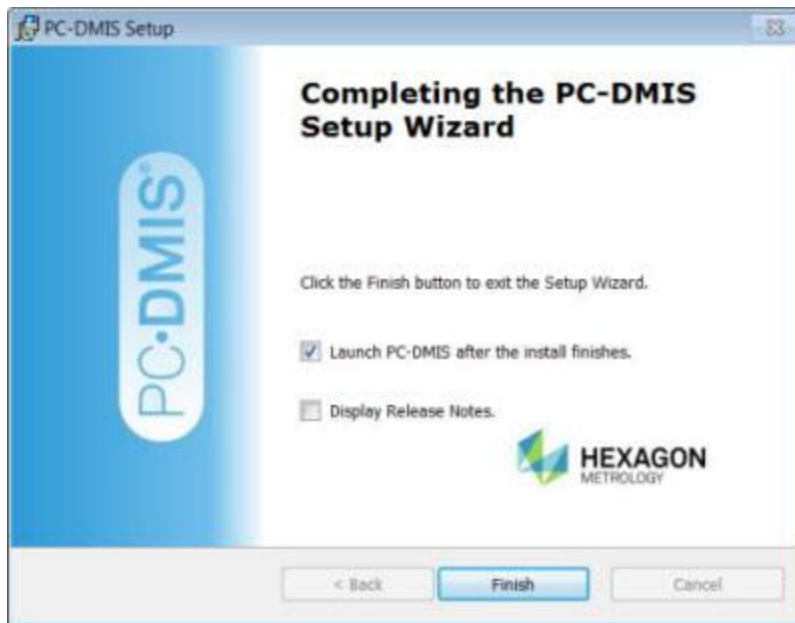 PC-DMIS Setup
Completing the PC-DMIS
Setup Wizard
PC•DMIS®
Click the Finish button to exit the Setup Wizard.
Launch PC-DMIS after the install finishes.
Display Release Notes.
HEXAGON
METROLOGY
< Back
Finish
Cancel